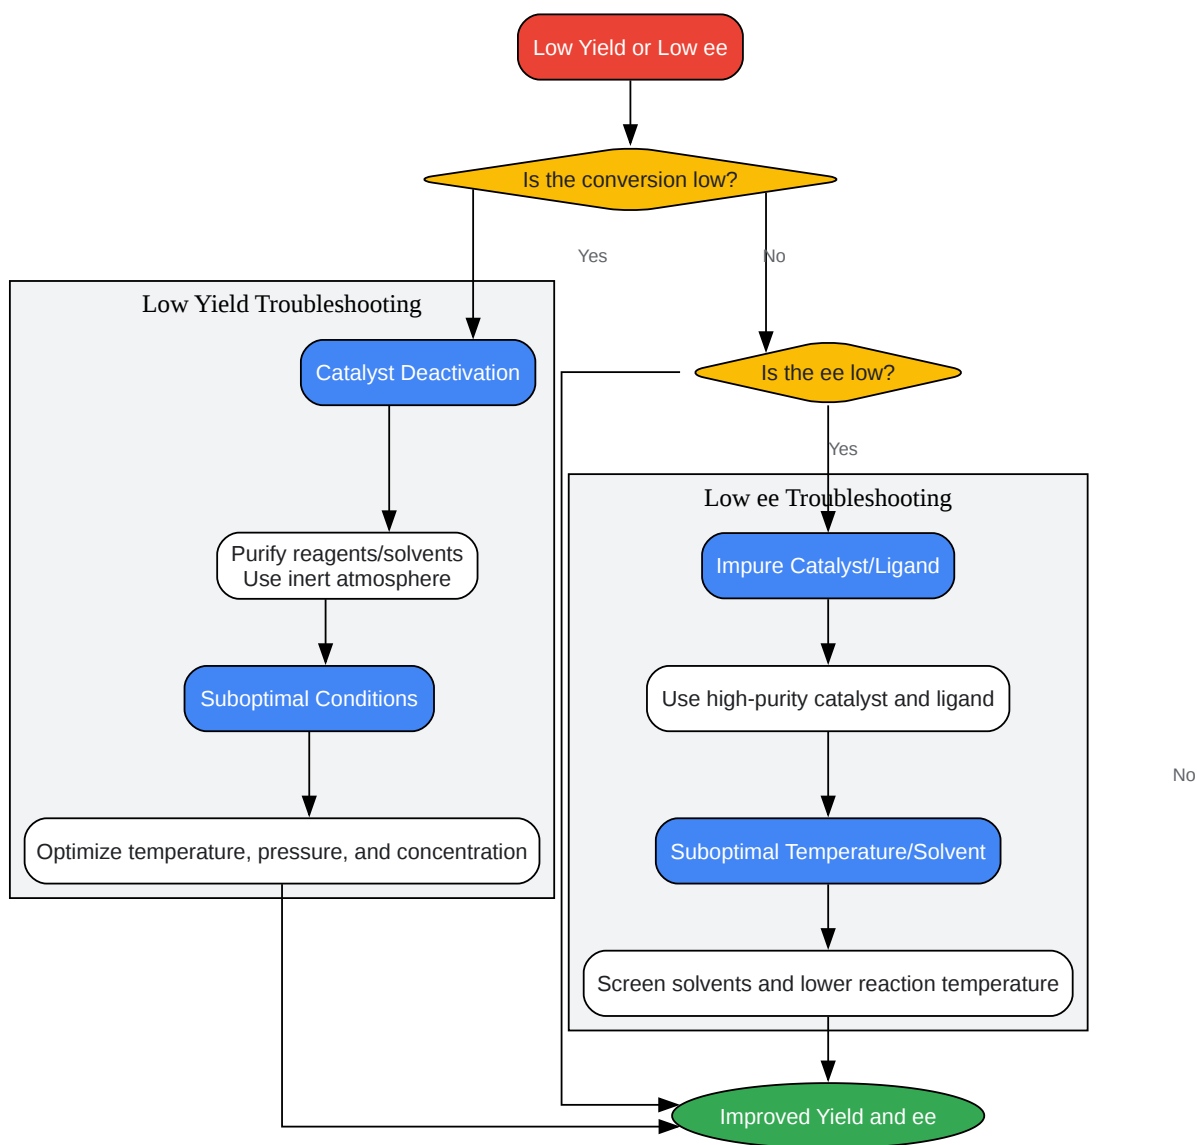 Low Yield or Low ee
Is the conversion low?
Yes
No
Low Yield Troubleshooting
Catalyst Deactivation
Is the ee low?
Yes
Low ee Troubleshooting
Purify reagents/solvents
Use inert atmosphere
Impure Catalyst/Ligand
Suboptimal Conditions
Use high-purity catalyst and ligand
No
Optimize temperature, pressure, and concentration
Suboptimal Temperature/Solvent
Screen solvents and lower reaction temperature
Improved Yield and ee